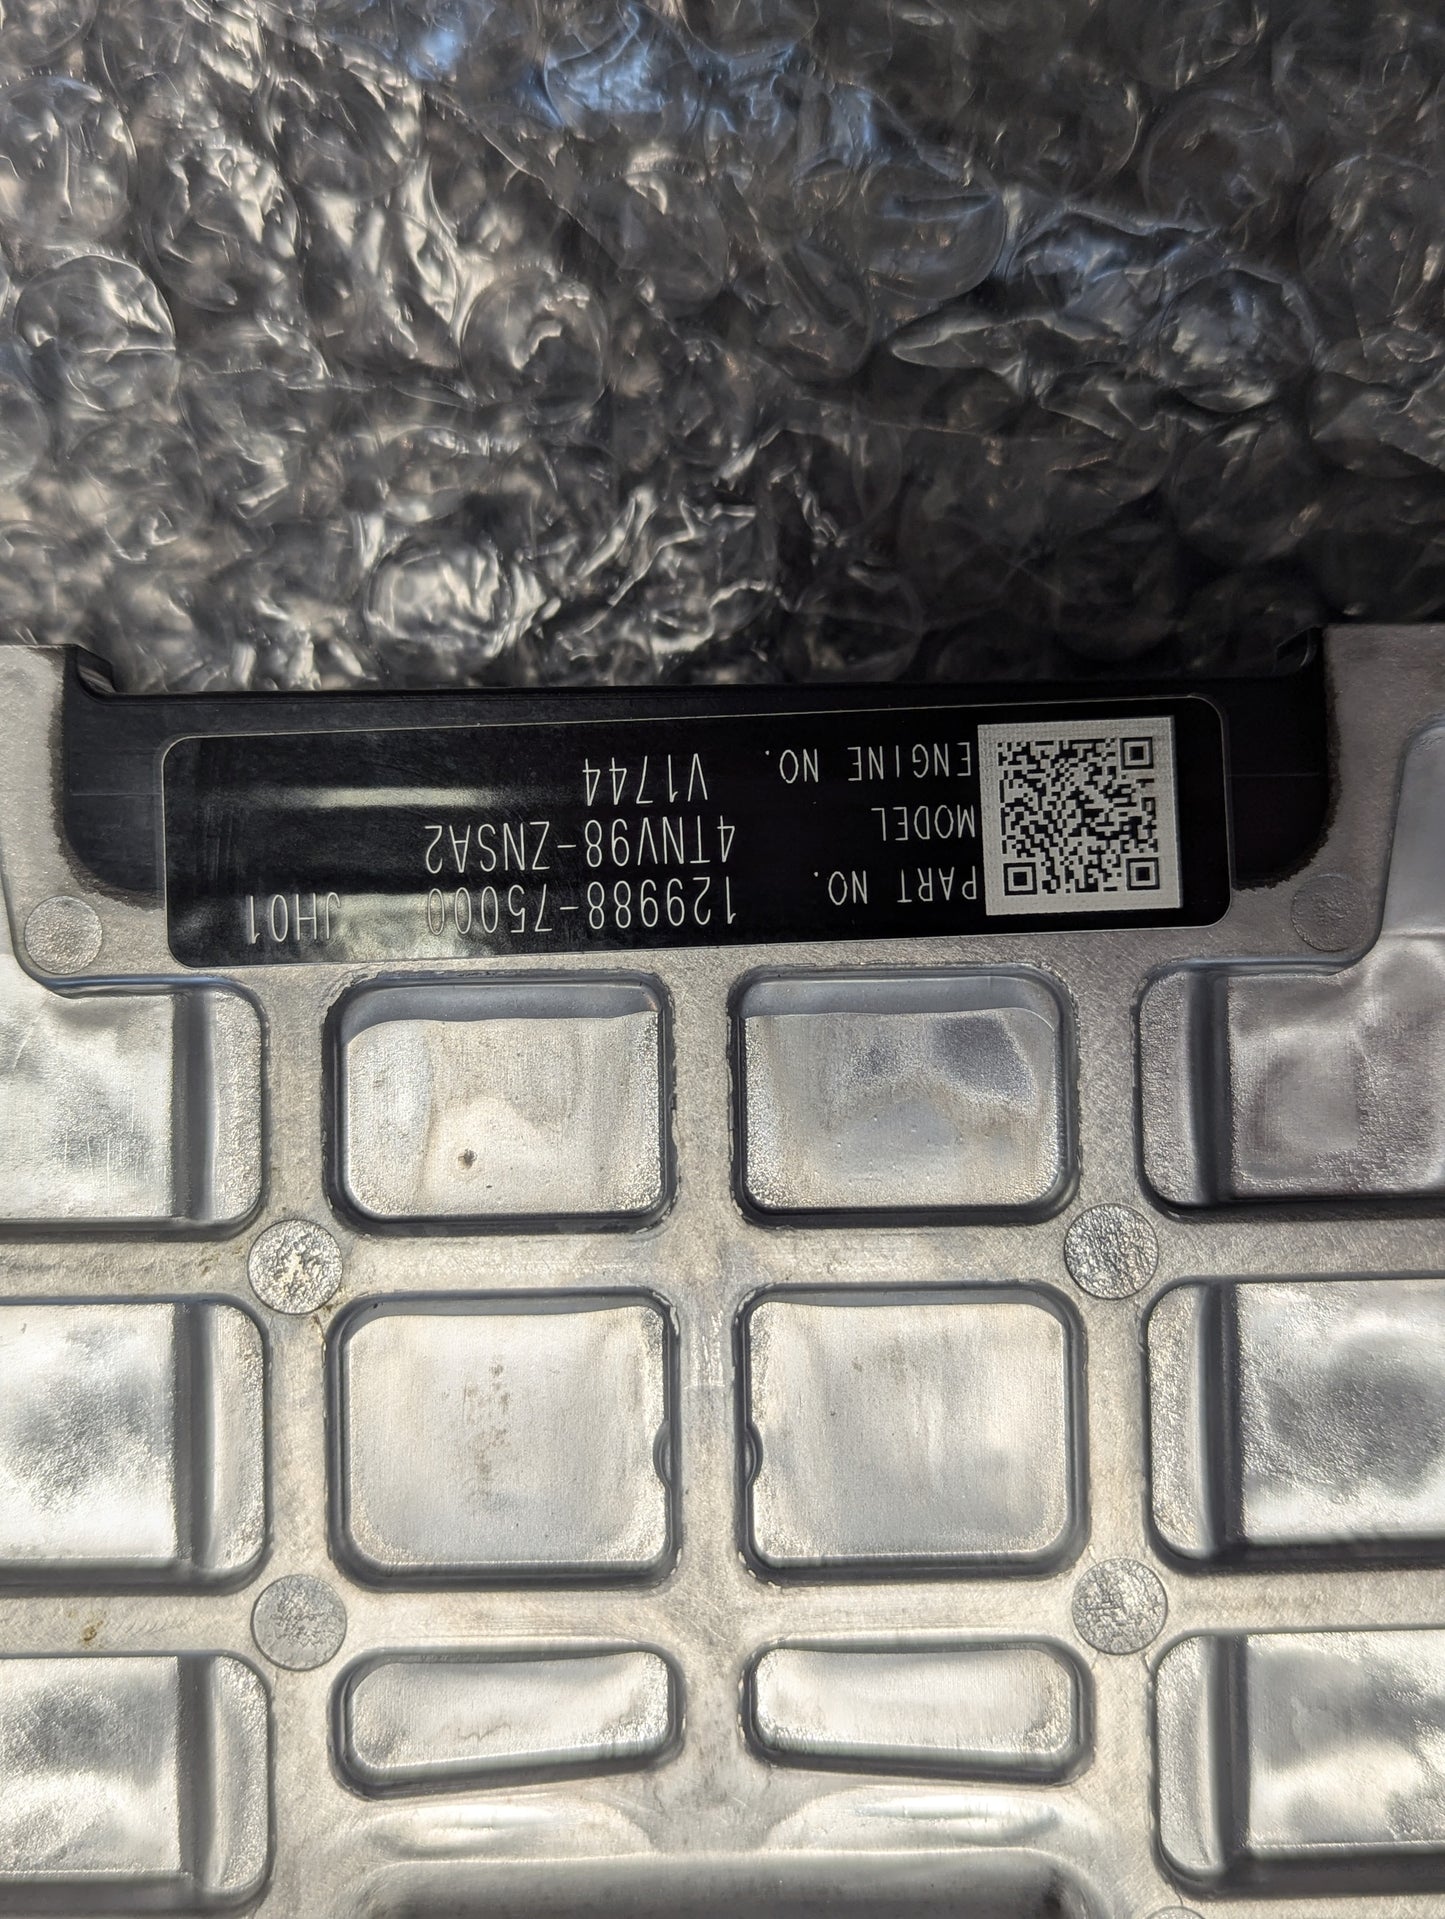 PART NO. 129988-75000 JH01
MODEL 4TNV98-ZNSA2
ENGINE NO. V1744